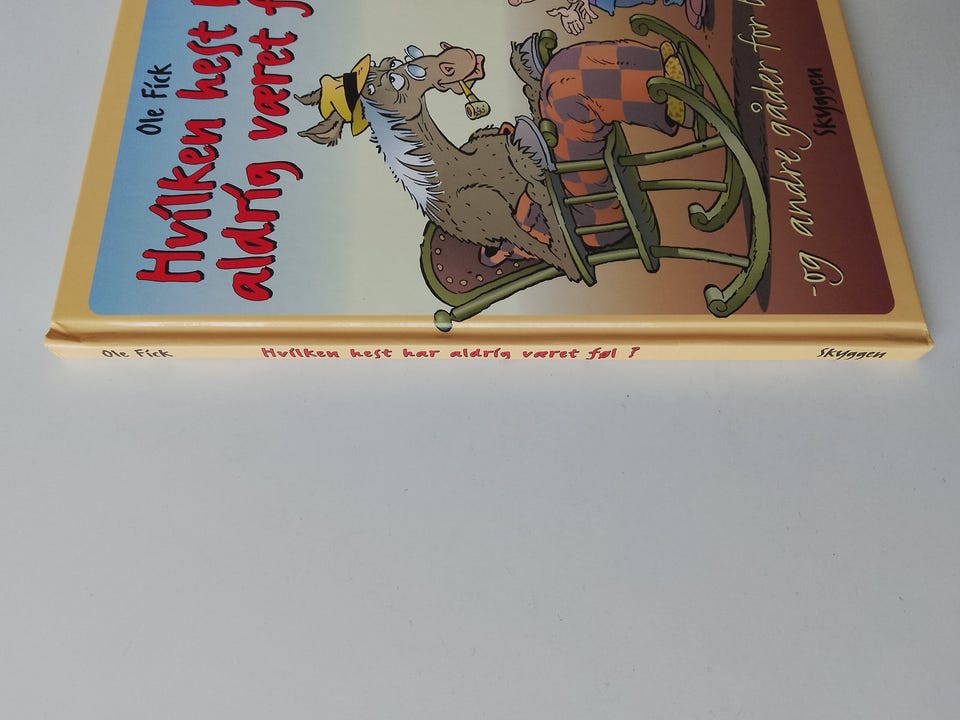 Ole Fick
Hvilken hest
aldrig været
-og andre gåder for
Skyggen
Ole Fick Hvilken hest har aldrig været føl ? Skyggen